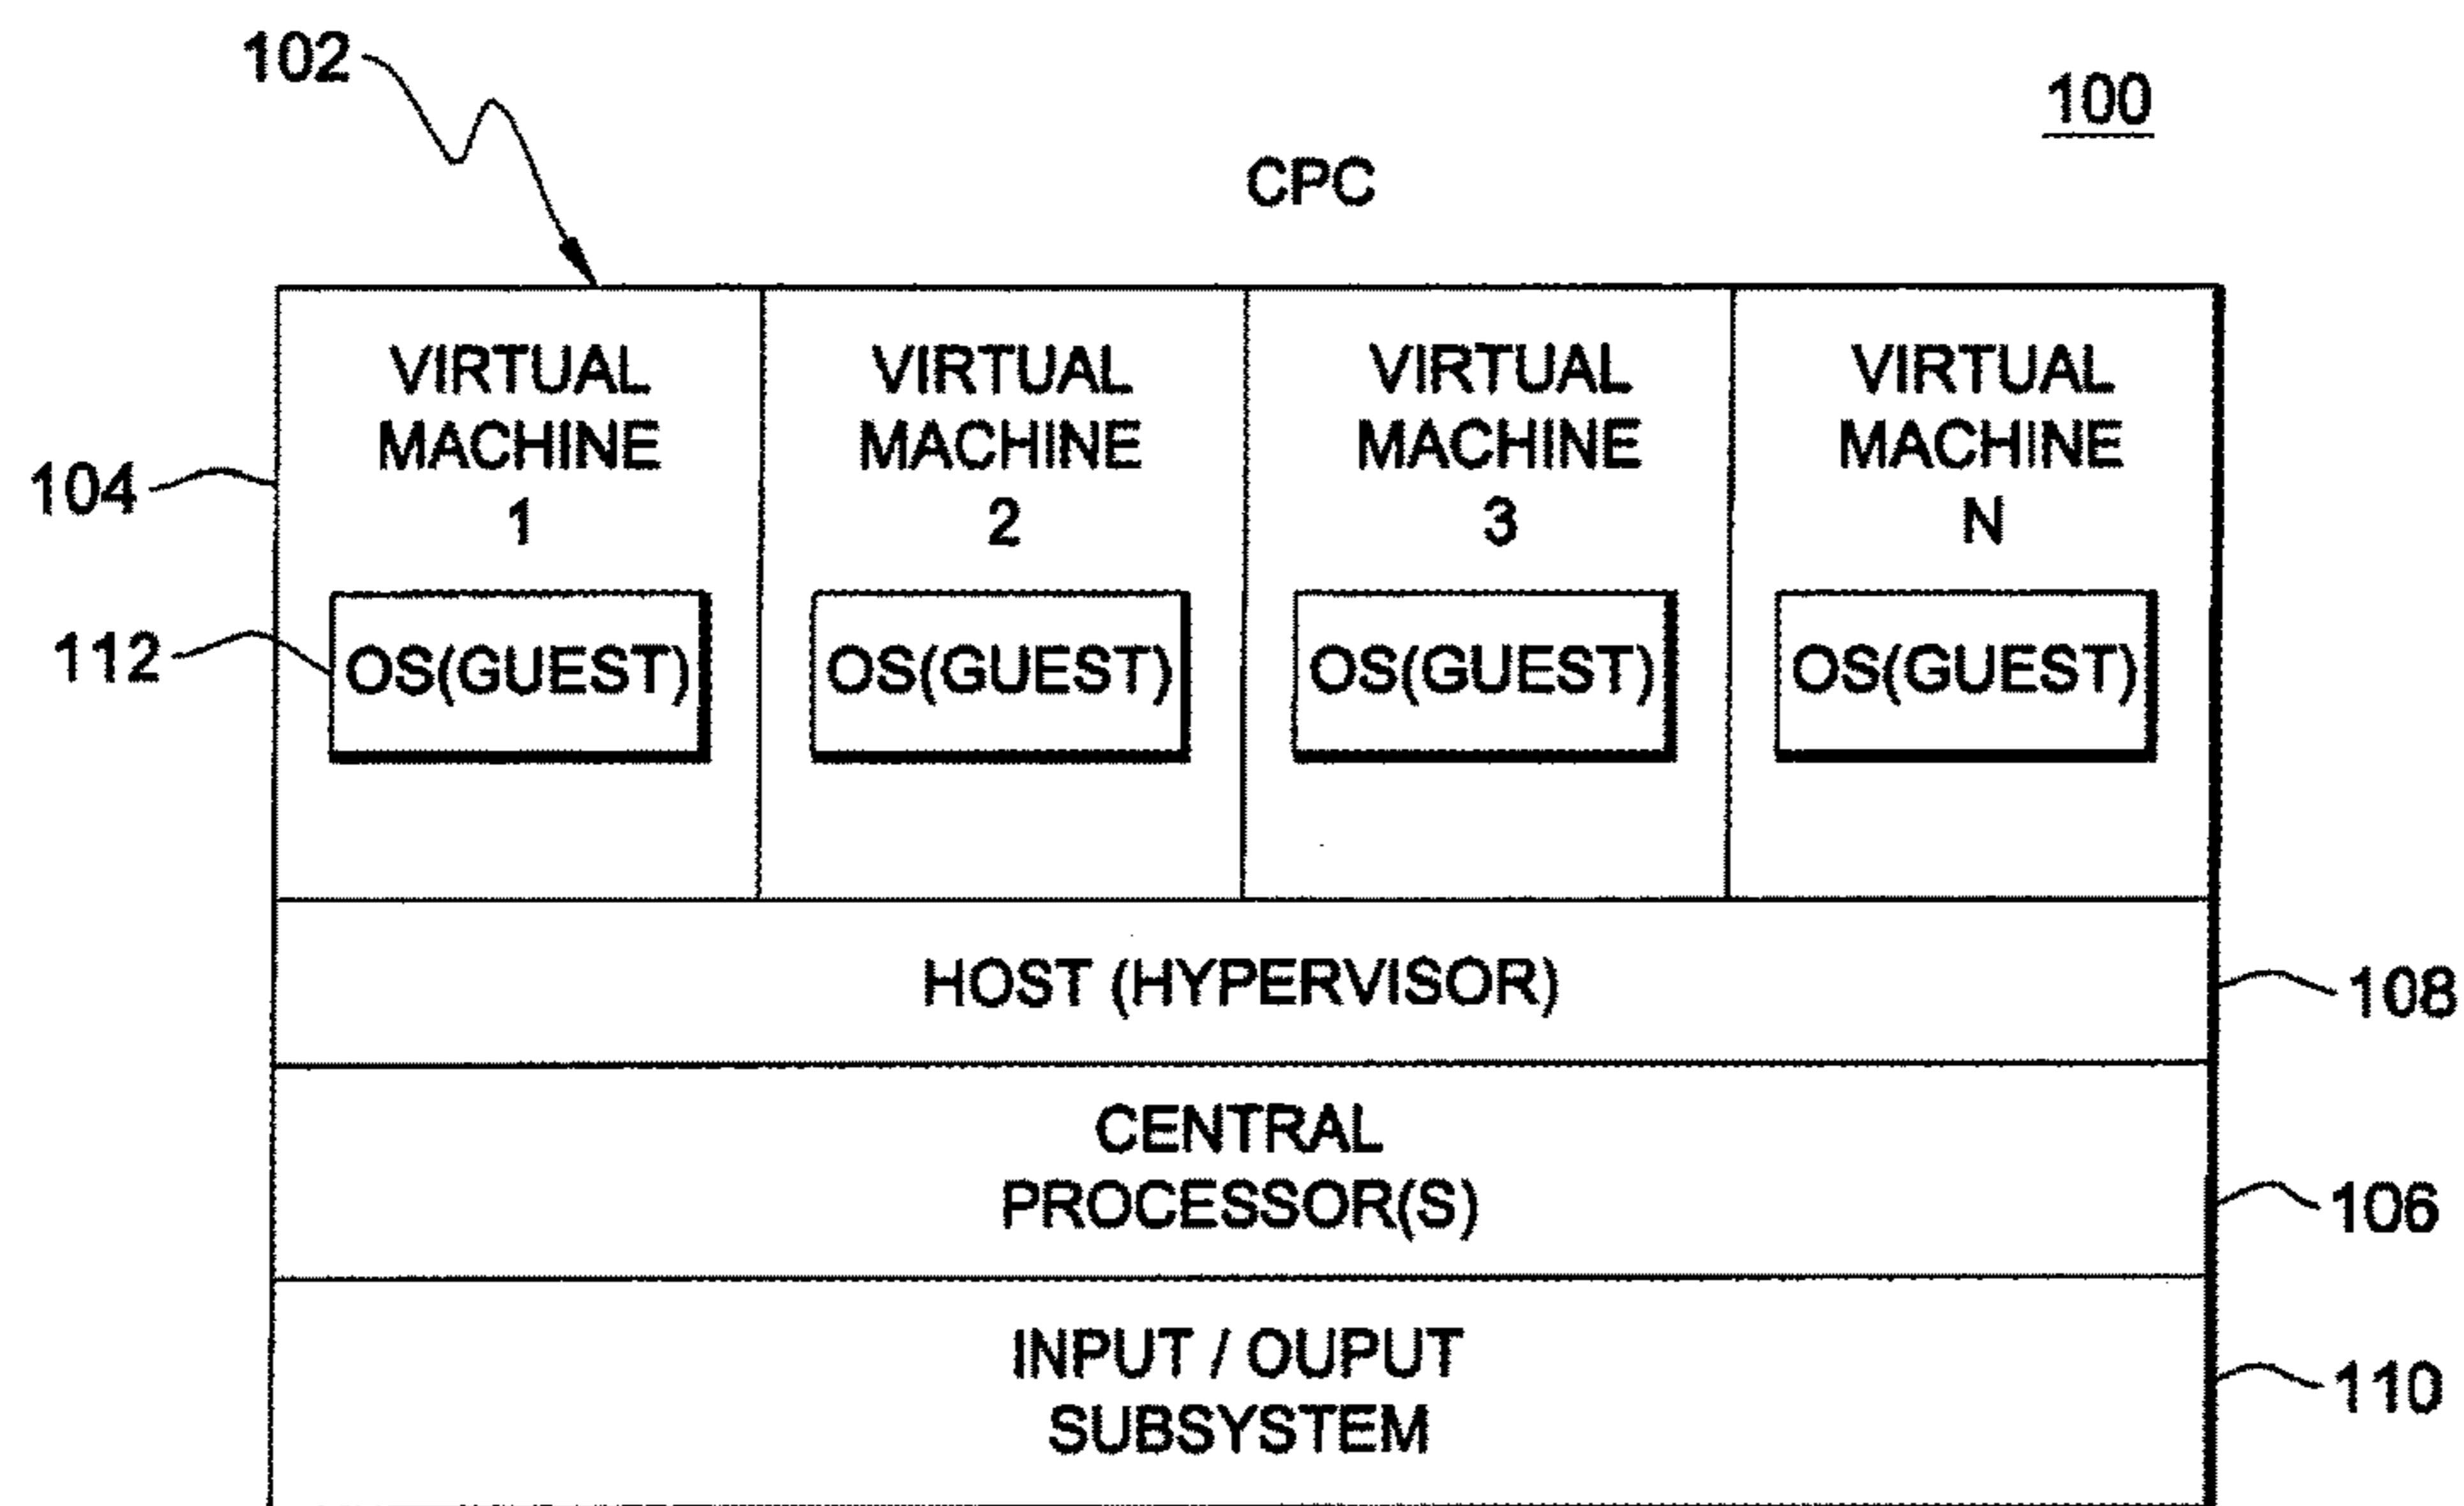 102
100
CPC
VIRTUAL
MACHINE
1
VIRTUAL
MACHINE
2
VIRTUAL
MACHINE
3
VIRTUAL
MACHINE
N
104
OS(GUEST)
OS(GUEST)
OS(GUEST)
OS(GUEST)
112
HOST (HYPERVISOR)
108
CENTRAL
PROCESSOR(S)
106
INPUT / OUPUT
SUBSYSTEM
110